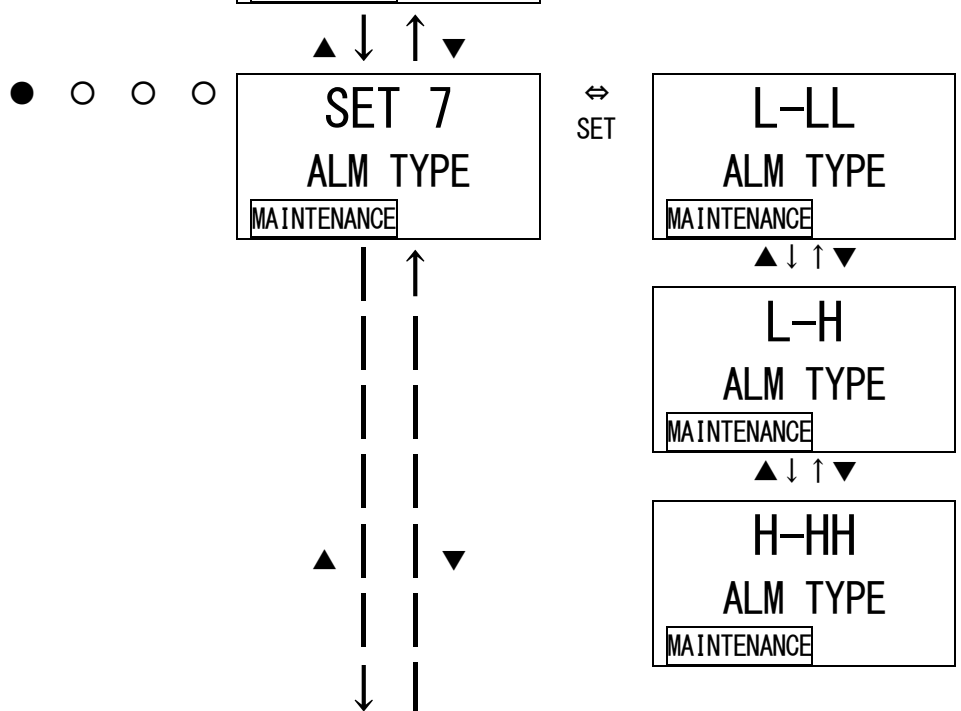 ▲ ↓ ↑ ▼
● ○ ○ ○
SET 7
ALM TYPE
MAINTENANCE
⇔
SET
L-LL
ALM TYPE
MAINTENANCE
▲↓↑▼
L-H
ALM TYPE
MAINTENANCE
▲↓↑▼
H-HH
ALM TYPE
MAINTENANCE
▲ ▼